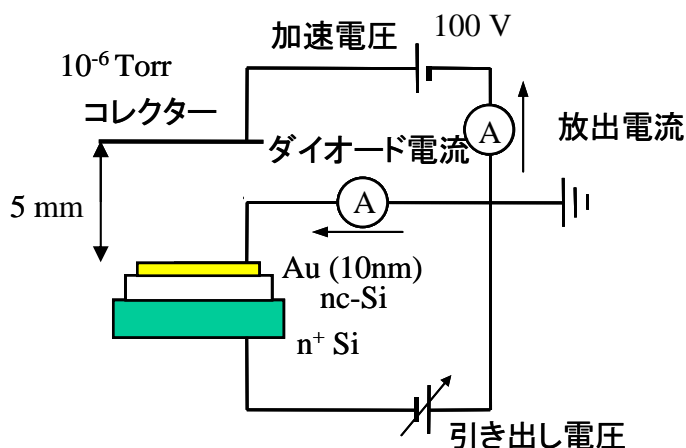 加速電圧
100 V
10⁻⁶ Torr
コレクター
A
放出電流
ダイオード電流
5 mm
A
Au (10nm)
nc-Si
n⁺ Si
引き出し電圧